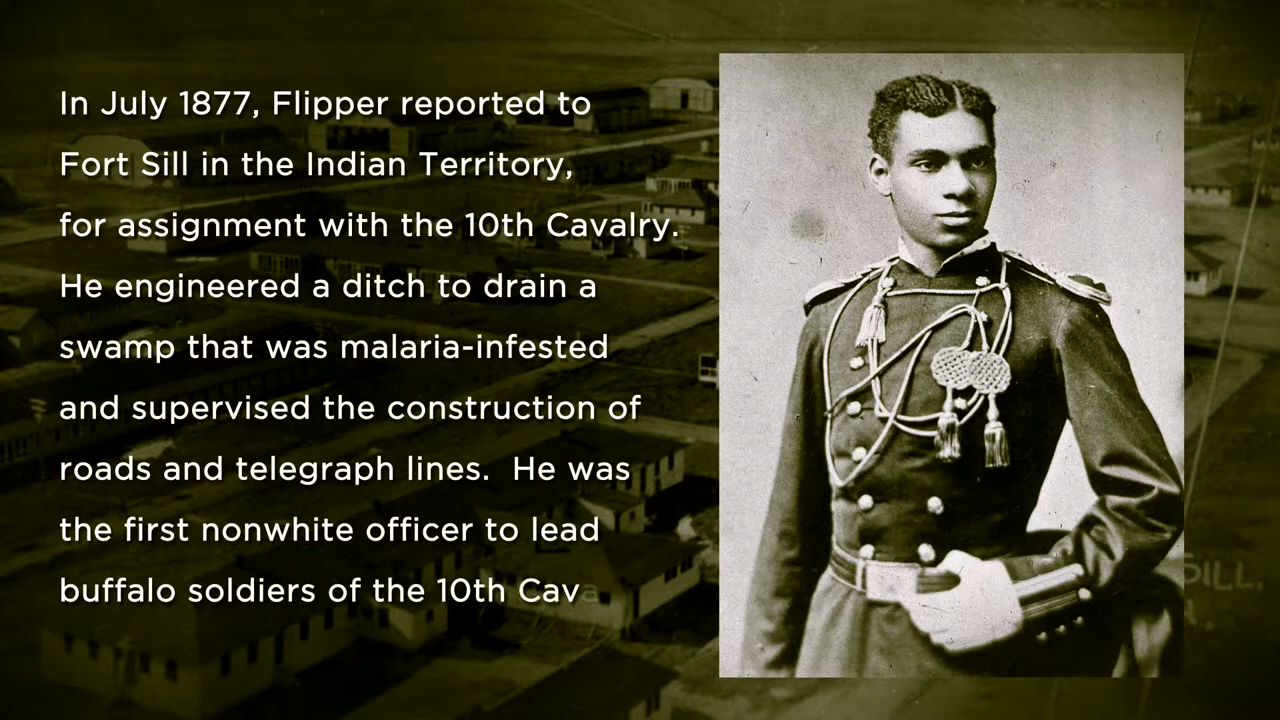 In July 1877, Flipper reported to
Fort Sill in the Indian Territory,
for assignment with the 10th Cavalry.
He engineered a ditch to drain a
swamp that was malaria-infested
and supervised the construction of
roads and telegraph lines.  He was
the first nonwhite officer to lead
buffalo soldiers of the 10th Cava
SILL,